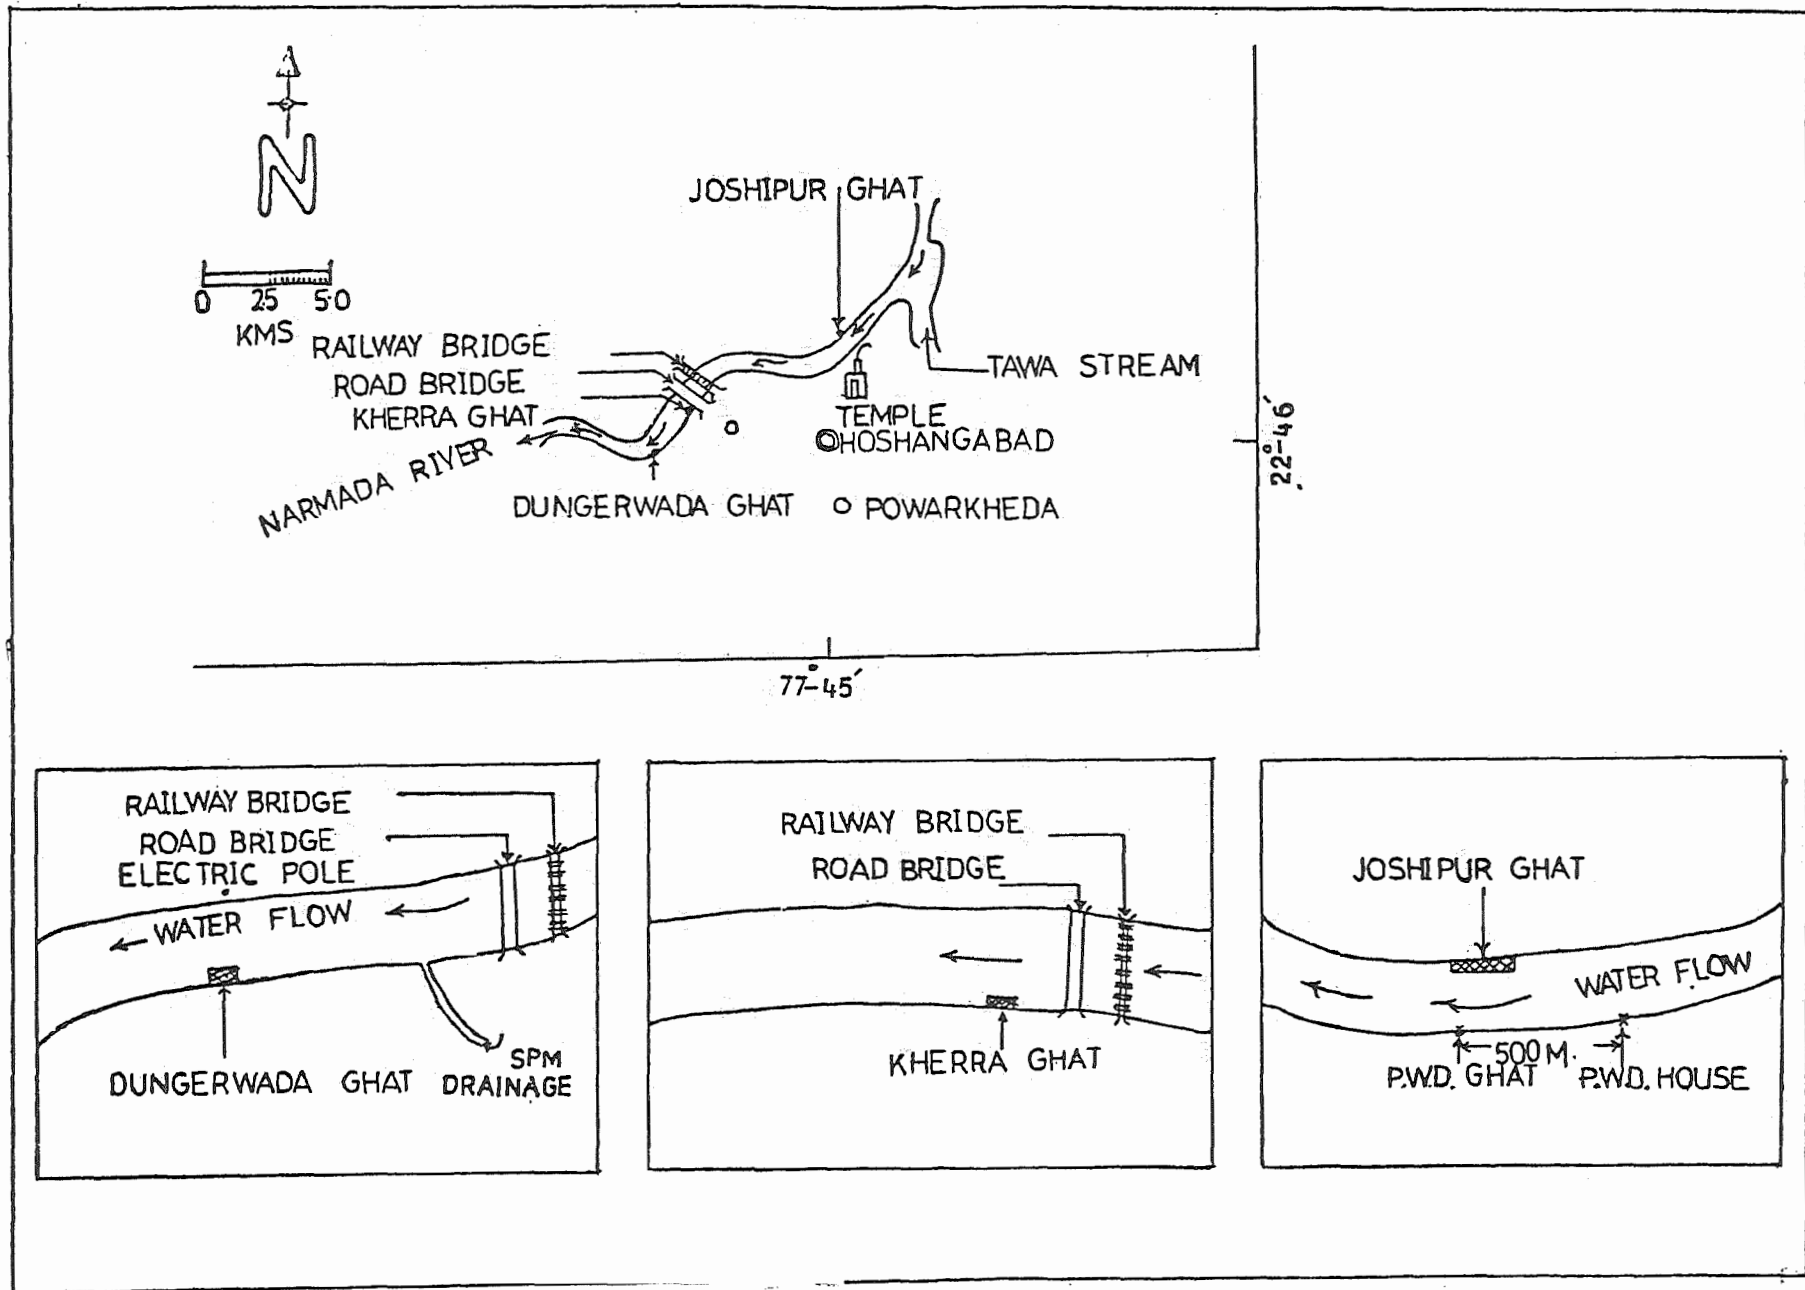 N
0 25 5·0
KMS
JOSHIPUR GHAT
RAILWAY BRIDGE
ROAD BRIDGE
KHERRA GHAT
NARMADA RIVER
TAWA STREAM
TEMPLE
HOSHANGABAD
DUNGERWADA GHAT
POWARKHEDA
22°-46′
77°-45′
RAILWAY BRIDGE
ROAD BRIDGE
ELECTRIC POLE
WATER FLOW
DUNGERWADA GHAT
SPM
DRAINAGE
RAILWAY BRIDGE
ROAD BRIDGE
KHERRA GHAT
JOSHIPUR GHAT
WATER FLOW
500 M.
P.W.D. GHAT
P.W.D. HOUSE